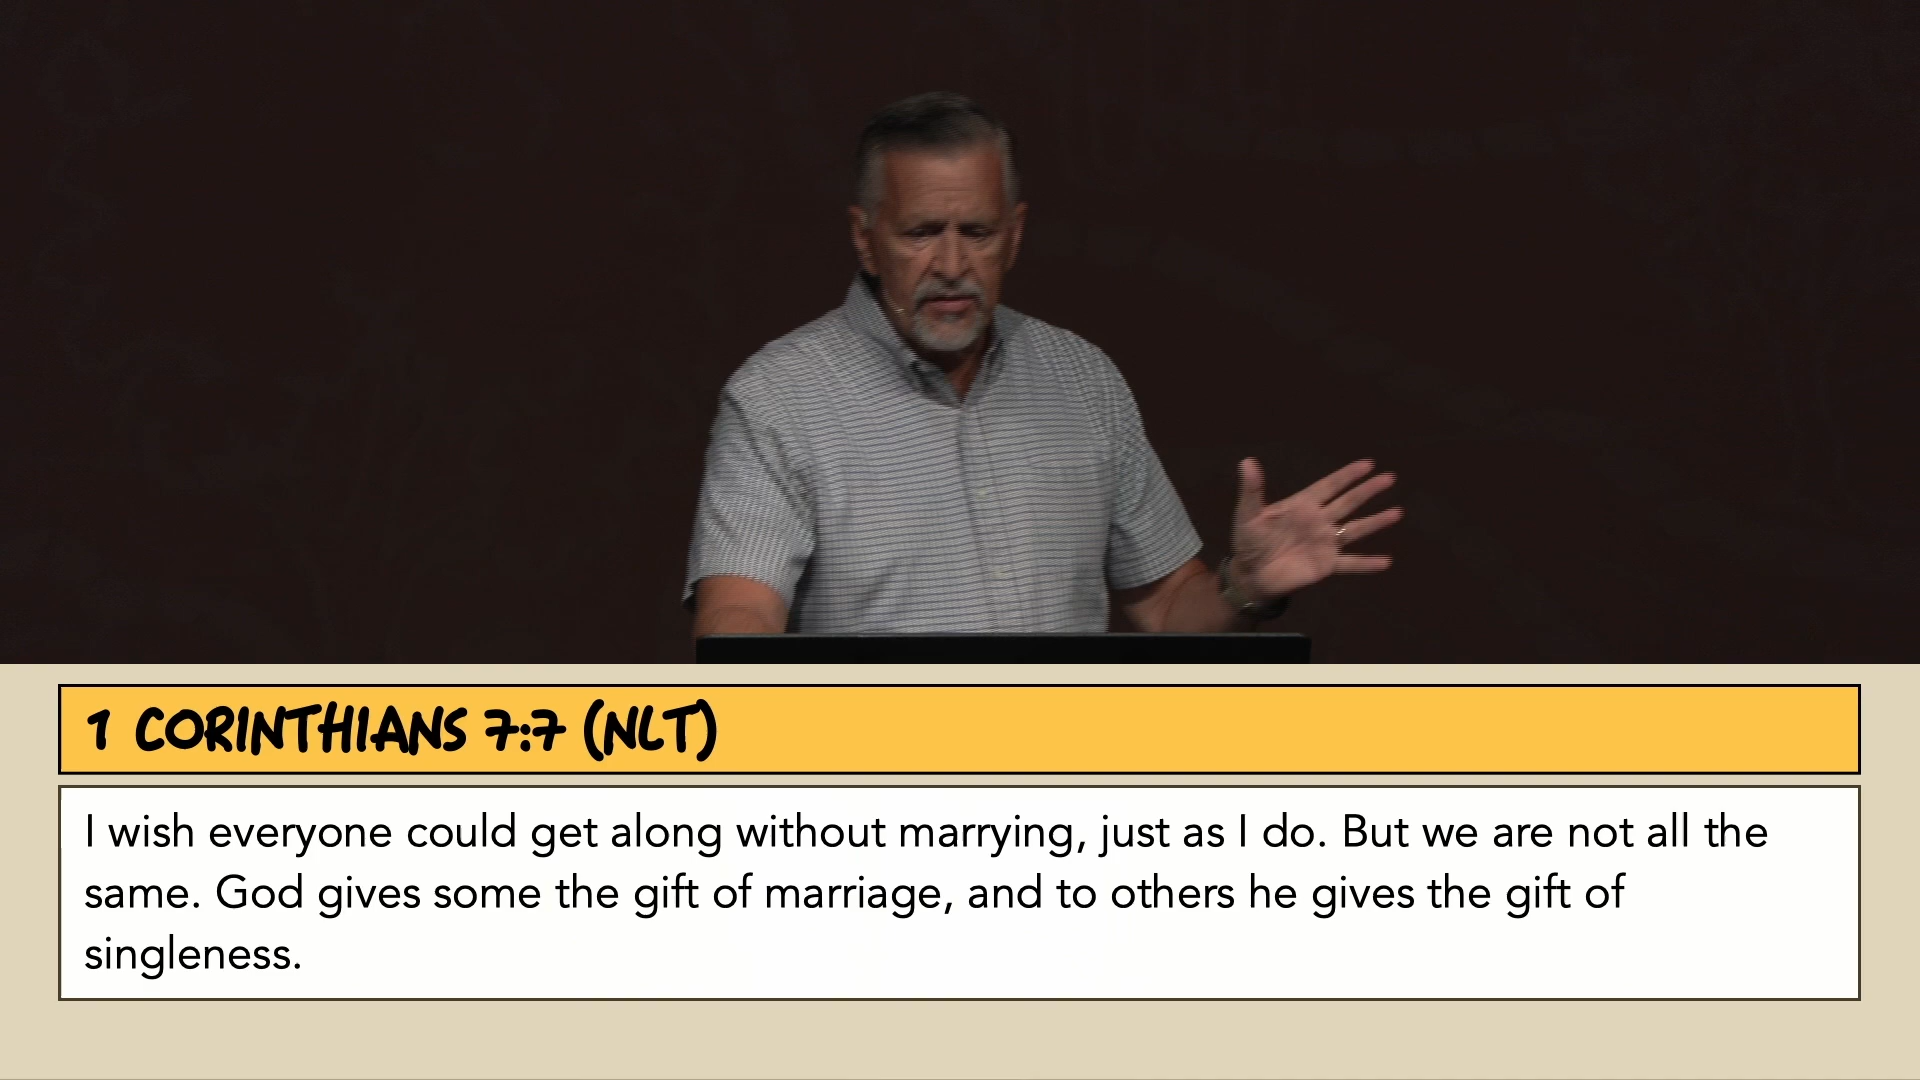 1 CORINTHIANS 7:7 (NLT)
I wish everyone could get along without marrying, just as I do. But we are not all the
same. God gives some the gift of marriage, and to others he gives the gift of
singleness.